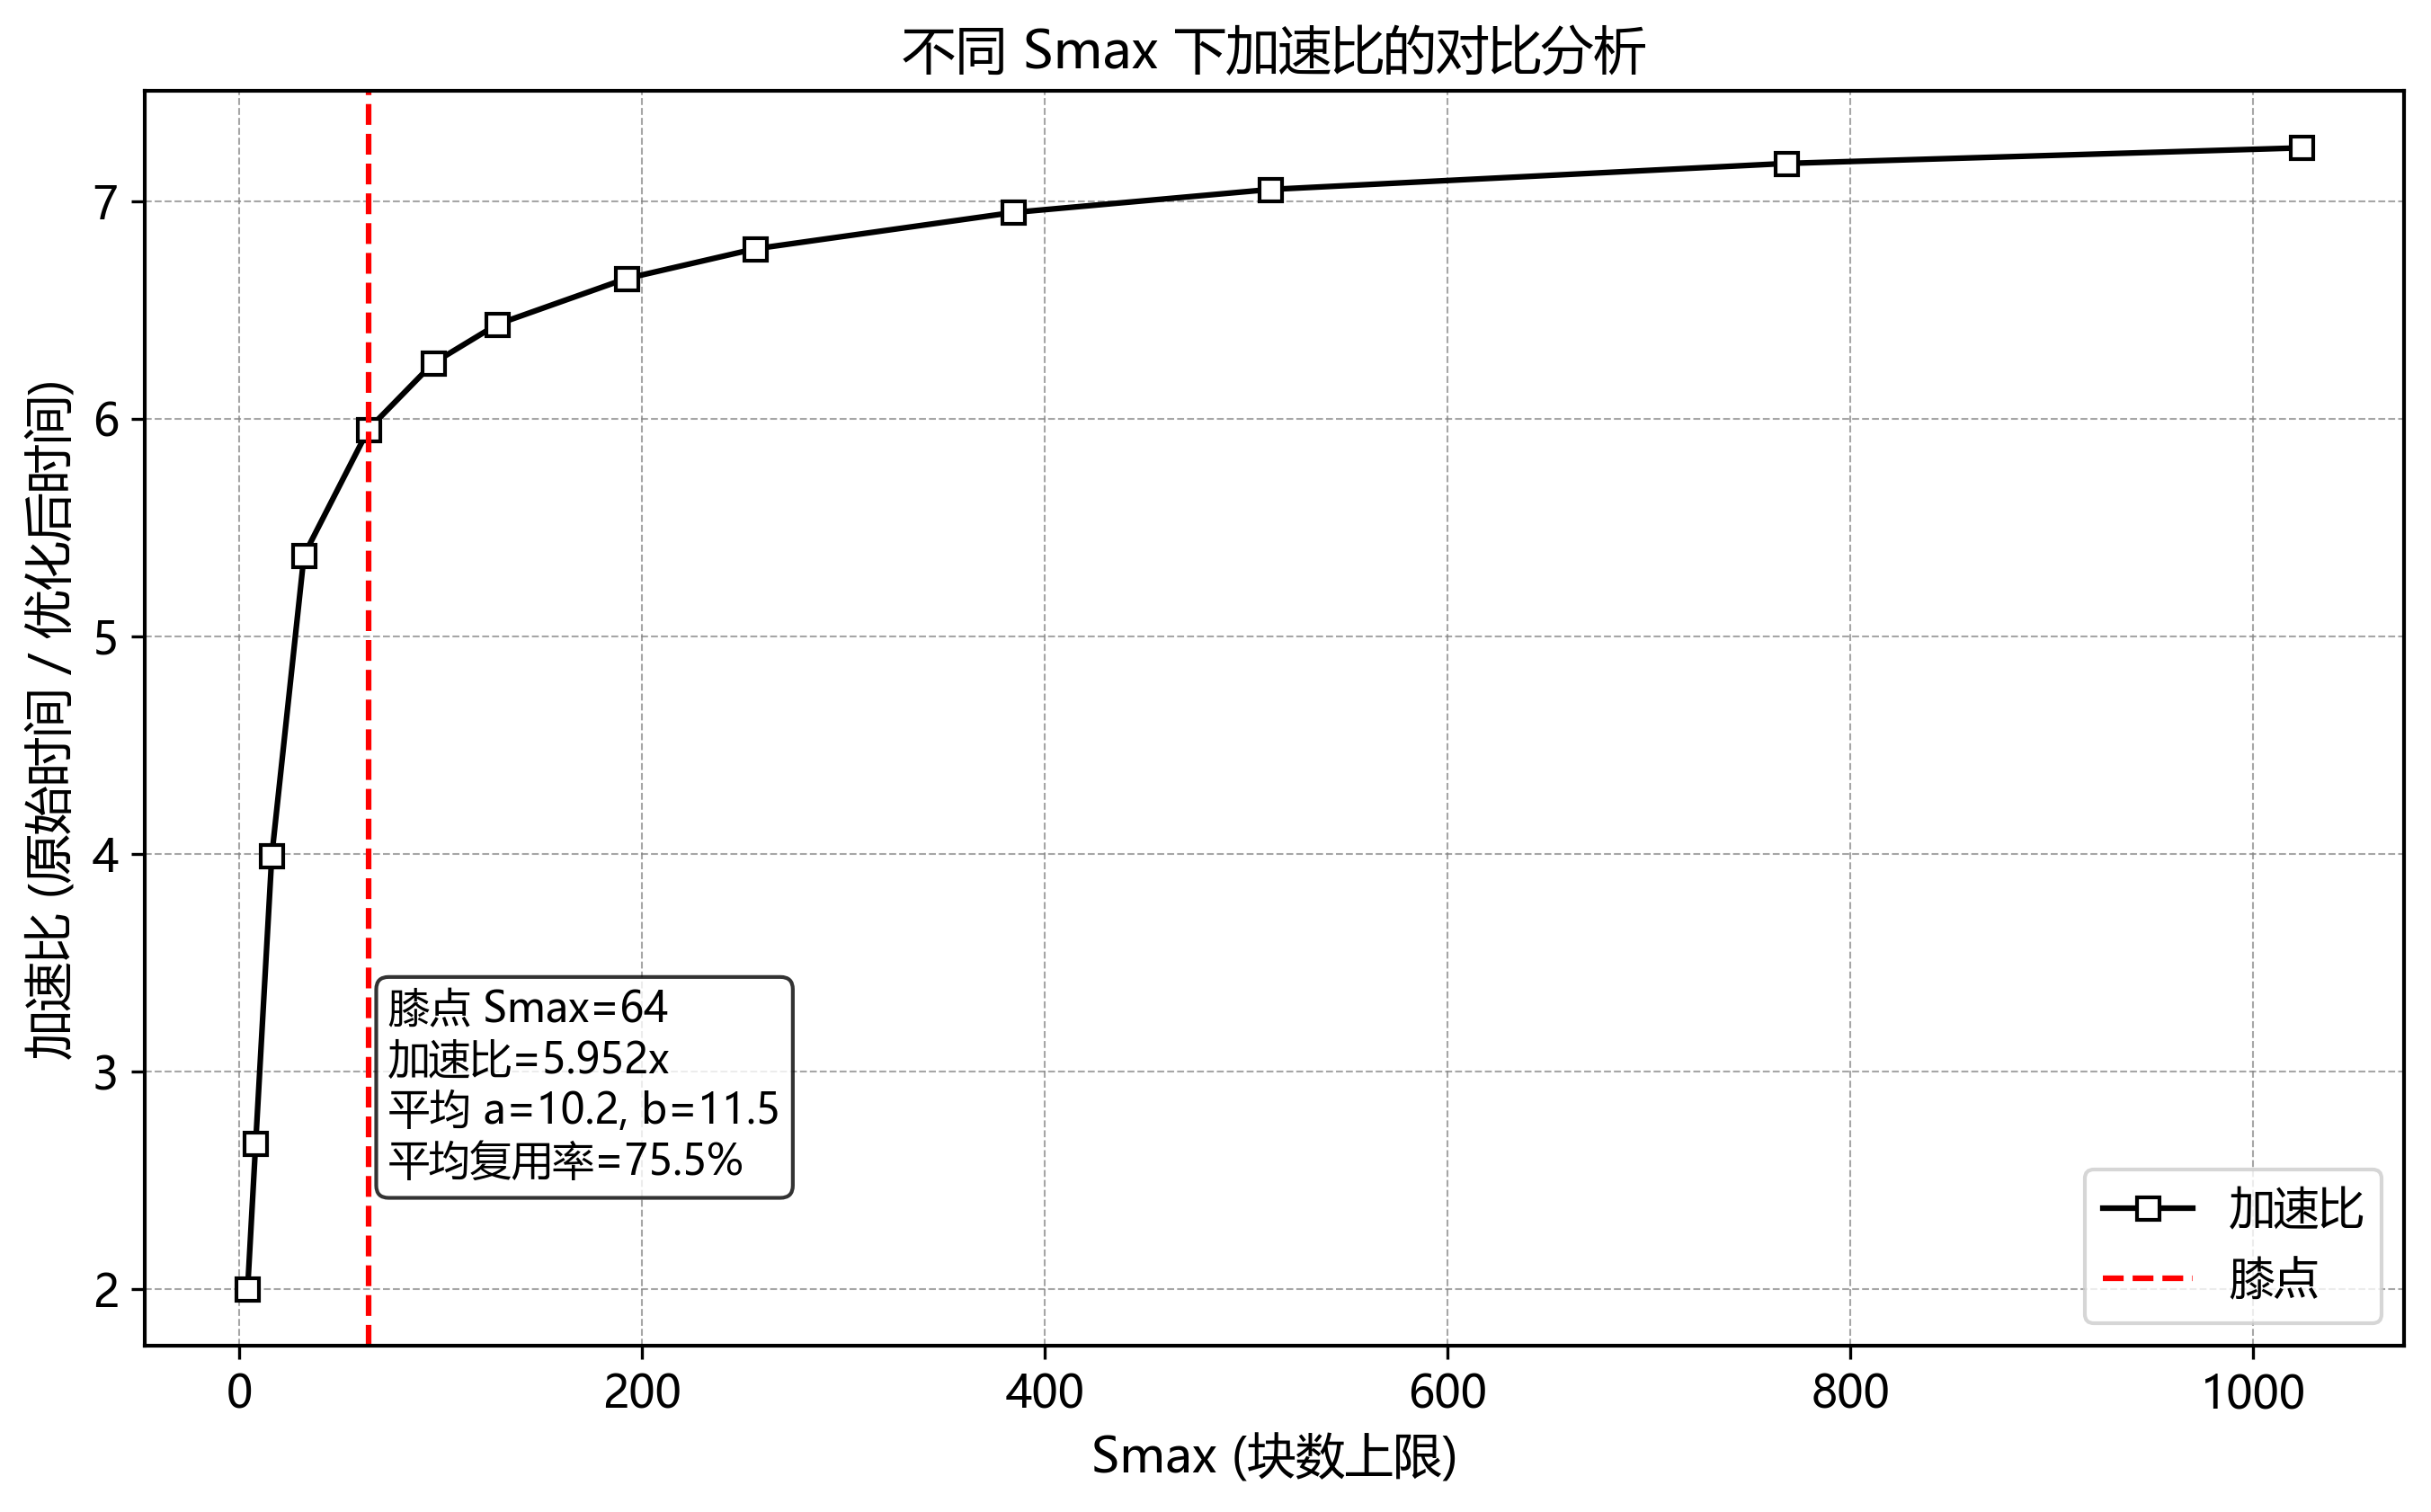 不同 Smax 下加速比的对比分析
加速比 (原始时间 / 优化后时间)
7
6
5
4
3
2
膝点 Smax=64
加速比=5.952x
平均 a=10.2, b=11.5
平均复用率=75.5%
加速比
膝点
0 200 400 600 800 1000
Smax (块数上限)